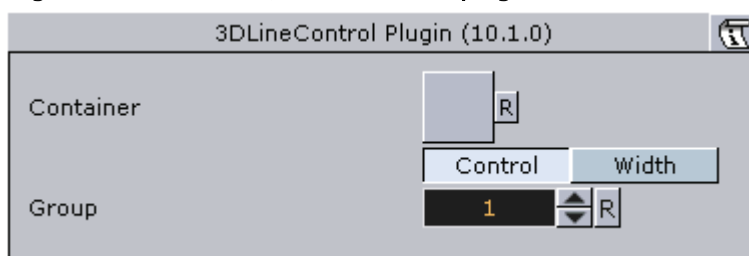 3DLineControl Plugin (10.1.0)
Container R
Control Width
Group 1 R